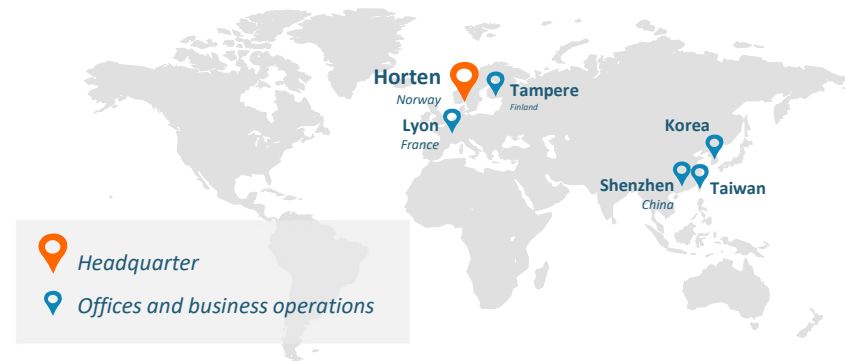 Horten
Norway
Tampere
Finland
Lyon
France
Korea
Shenzhen
China
Taiwan
Headquarter
Offices and business operations